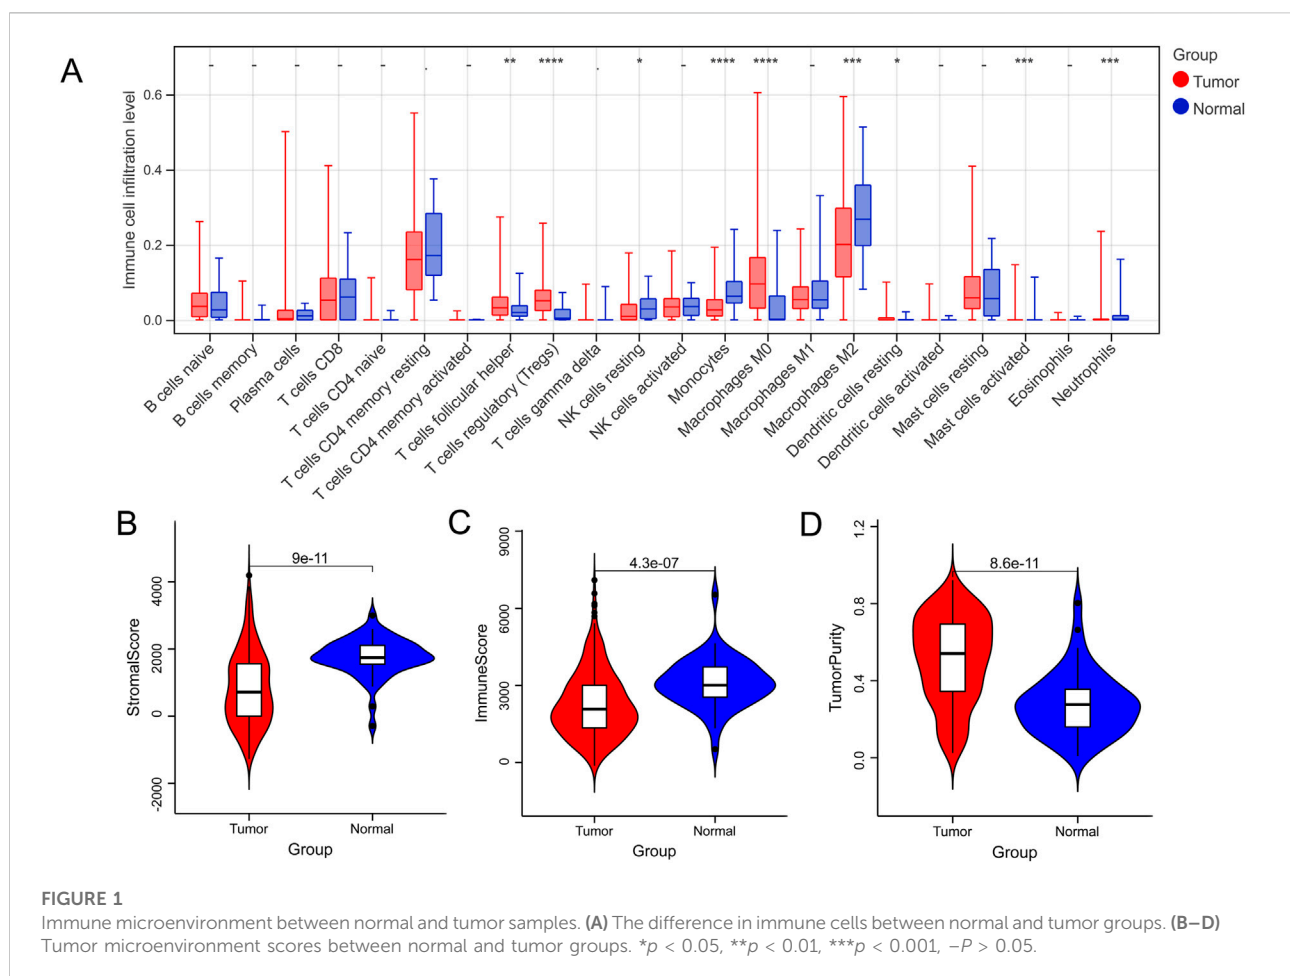 A
Immune cell infiltration level
0.6
0.4
0.2
0.0
- - - - - . - ** **** . * - **** **** - *** * - - *** - ***
Group
Tumor
Normal
B cells naive
B cells memory
Plasma cells
T cells CD8
T cells CD4 naive
T cells CD4 memory resting
T cells CD4 memory activated
T cells follicular helper
T cells regulatory (Tregs)
T cells gamma delta
NK cells resting
NK cells activated
Monocytes
Macrophages M0
Macrophages M1
Macrophages M2
Dendritic cells resting
Dendritic cells activated
Mast cells resting
Mast cells activated
Eosinophils
Neutrophils
B
StromalScore
4000
2000
0
-2000
9e-11
Tumor
Normal
Group
C
ImmuneScore
9000
6000
3000
0
4.3e-07
Tumor
Normal
Group
D
TumorPurity
1.2
0.8
0.4
0.0
8.6e-11
Tumor
Normal
Group
FIGURE 1
Immune microenvironment between normal and tumor samples. (A) The difference in immune cells between normal and tumor groups. (B–D)
Tumor microenvironment scores between normal and tumor groups. *p < 0.05, **p < 0.01, ***p < 0.001, –P > 0.05.